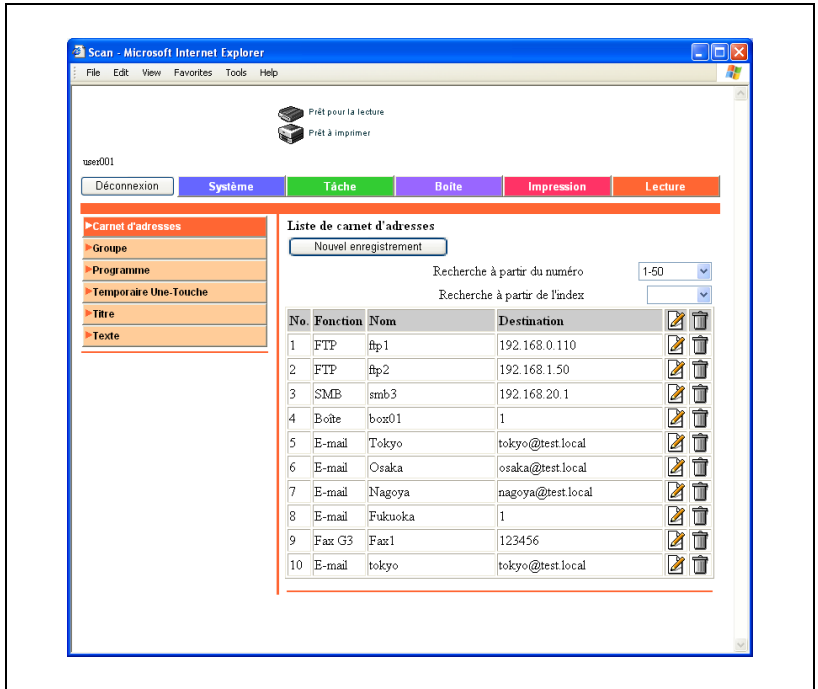 Scan - Microsoft Internet Explorer
File Edit View Favorites Tools Help
Prêt pour la lecture
Prêt à imprimer
user001
Déconnexion Système Tâche Boîte Impression Lecture
Carnet d'adresses
Groupe
Programme
Temporaire Une-Touche
Titre
Texte
Liste de carnet d'adresses
Nouvel enregistrement
Recherche à partir du numéro 1-50
Recherche à partir de l'index
No. Fonction Nom Destination
1 FTP ftp1 192.168.0.110
2 FTP ftp2 192.168.1.50
3 SMB smb3 192.168.20.1
4 Boîte box01 1
5 E-mail Tokyo tokyo@test.local
6 E-mail Osaka osaka@test.local
7 E-mail Nagoya nagoya@test.local
8 E-mail Fukuoka 1
9 Fax G3 Fax1 123456
10 E-mail tokyo tokyo@test.local